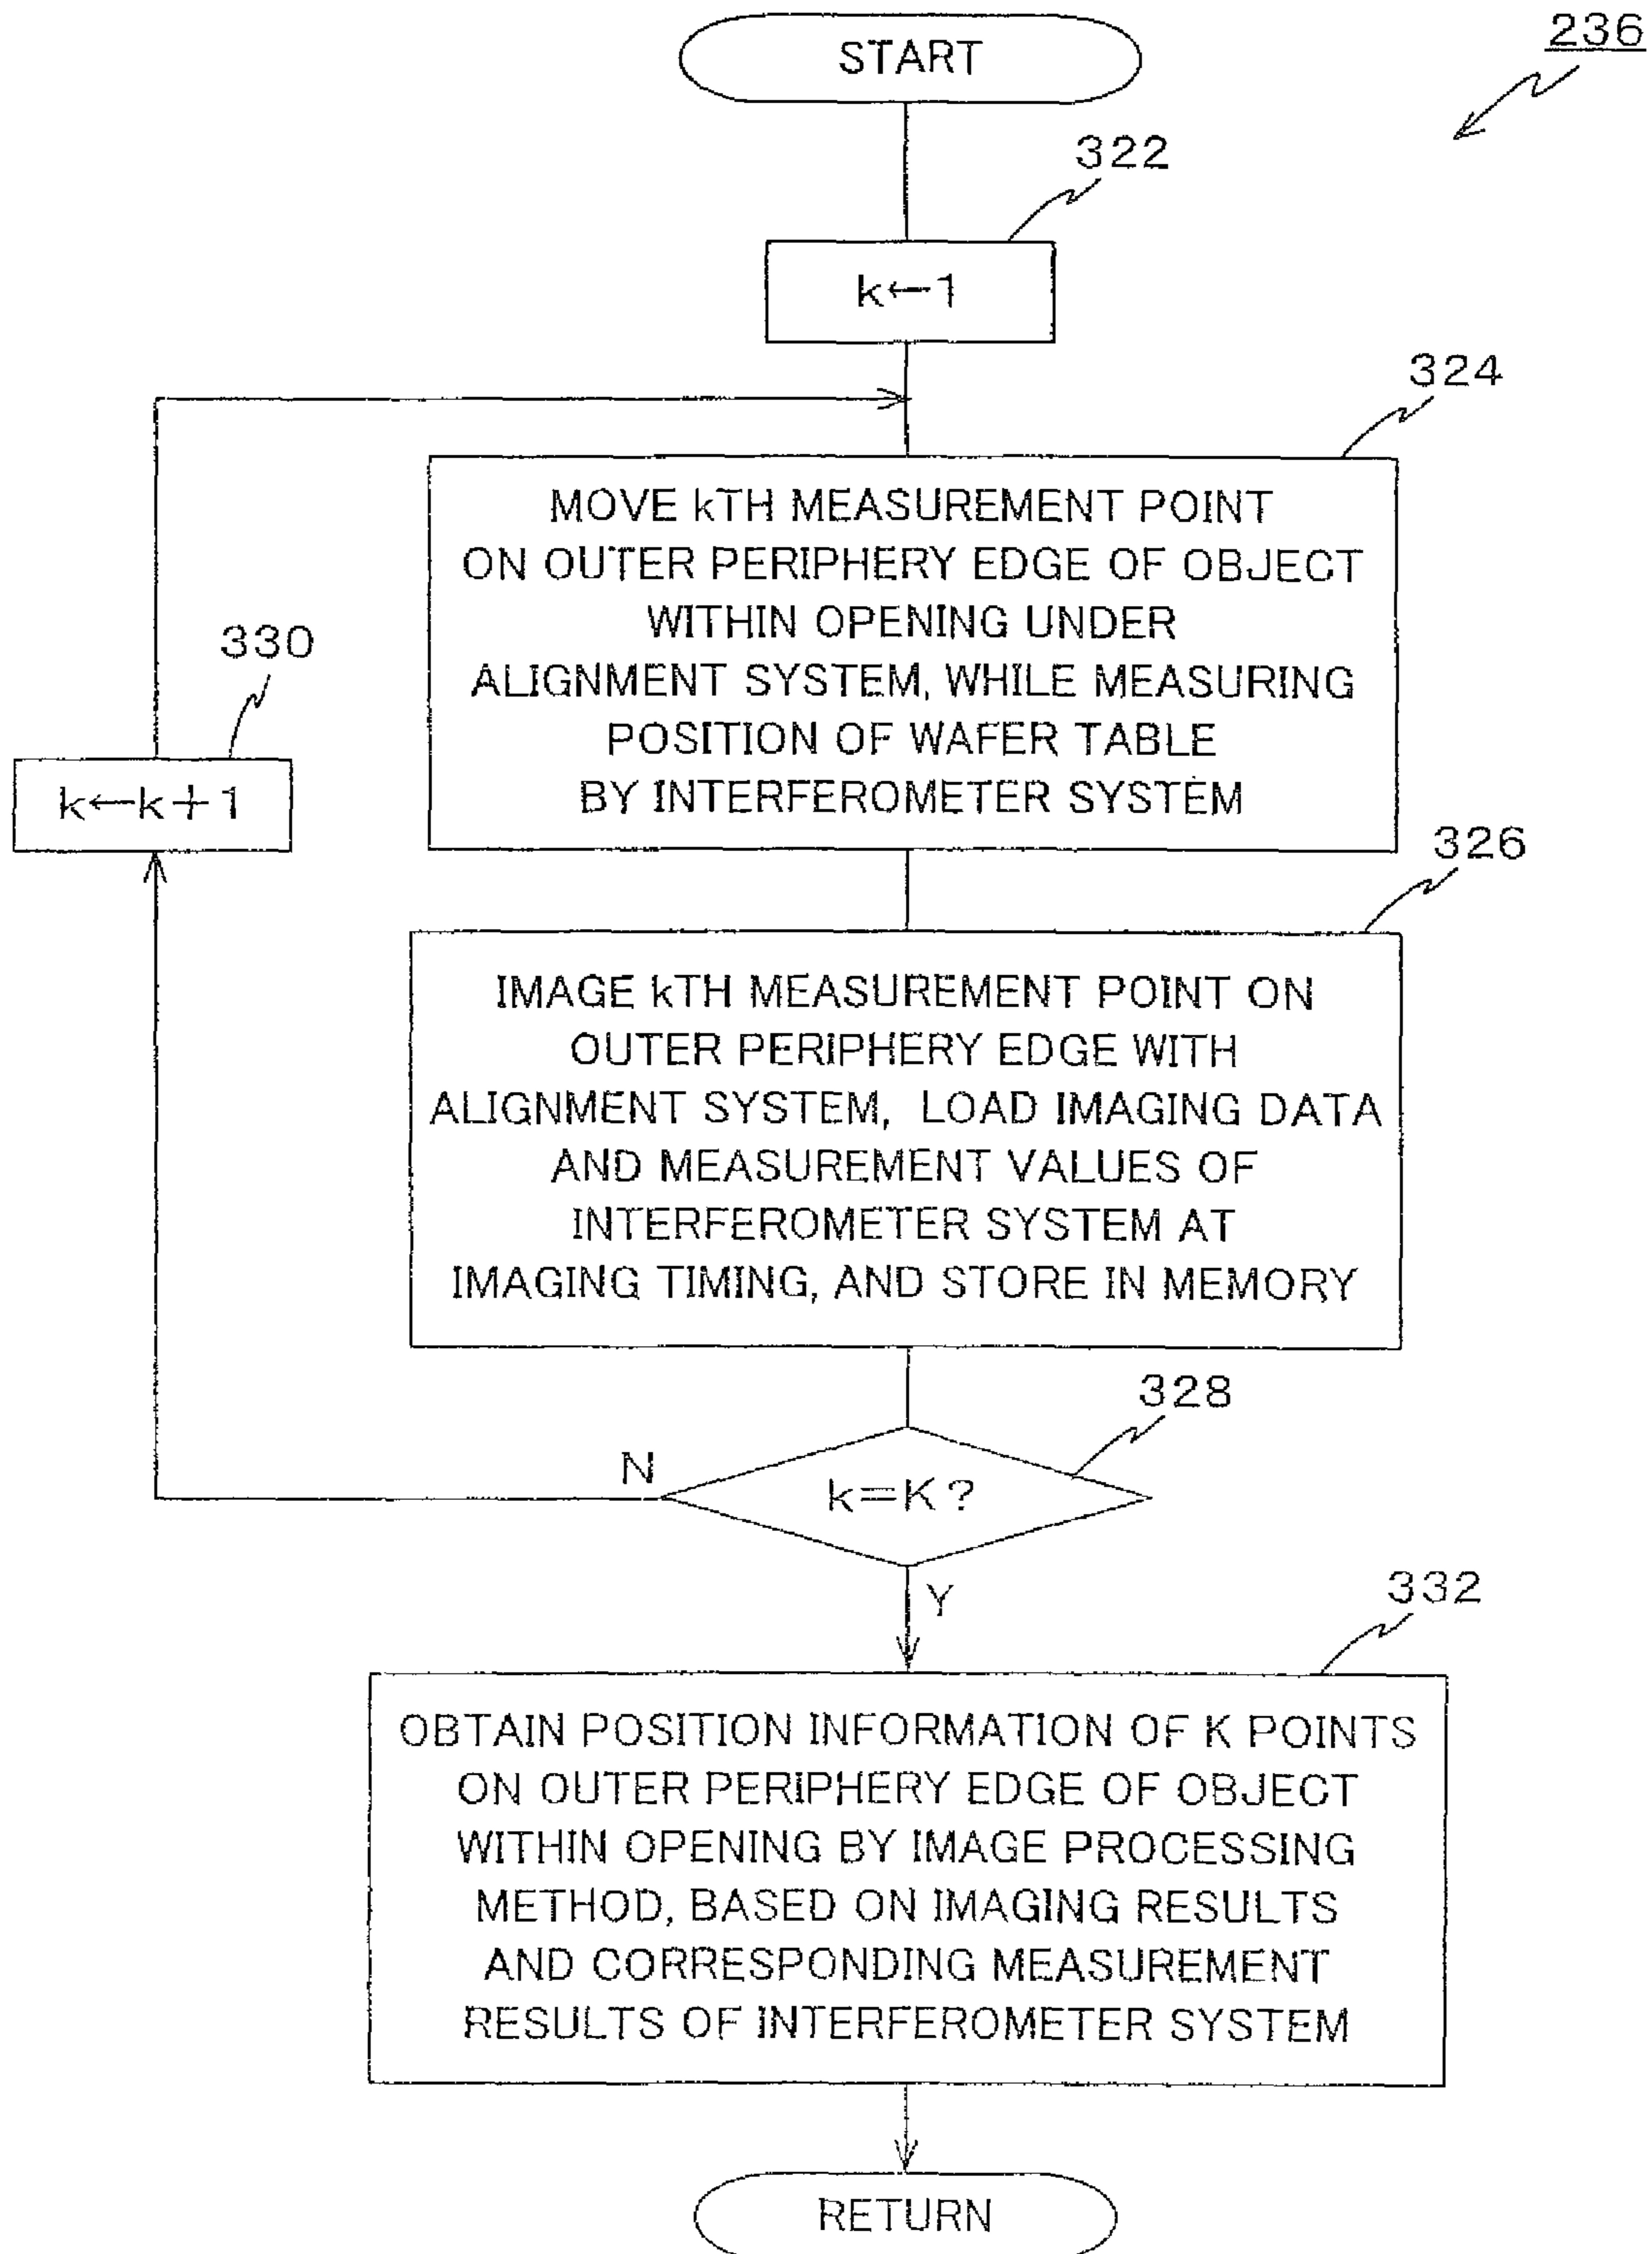 236
START
322
k←1
324
MOVE kTH MEASUREMENT POINT
ON OUTER PERIPHERY EDGE OF OBJECT
WITHIN OPENING UNDER
ALIGNMENT SYSTEM, WHILE MEASURING
POSITION OF WAFER TABLE
BY INTERFEROMETER SYSTEM
330
k←k+1
326
IMAGE kTH MEASUREMENT POINT ON
OUTER PERIPHERY EDGE WITH
ALIGNMENT SYSTEM, LOAD IMAGING DATA
AND MEASUREMENT VALUES OF
INTERFEROMETER SYSTEM AT
IMAGING TIMING, AND STORE IN MEMORY
328
N
k=K?
Y
332
OBTAIN POSITION INFORMATION OF K POINTS
ON OUTER PERIPHERY EDGE OF OBJECT
WITHIN OPENING BY IMAGE PROCESSING
METHOD, BASED ON IMAGING RESULTS
AND CORRESPONDING MEASUREMENT
RESULTS OF INTERFEROMETER SYSTEM
RETURN